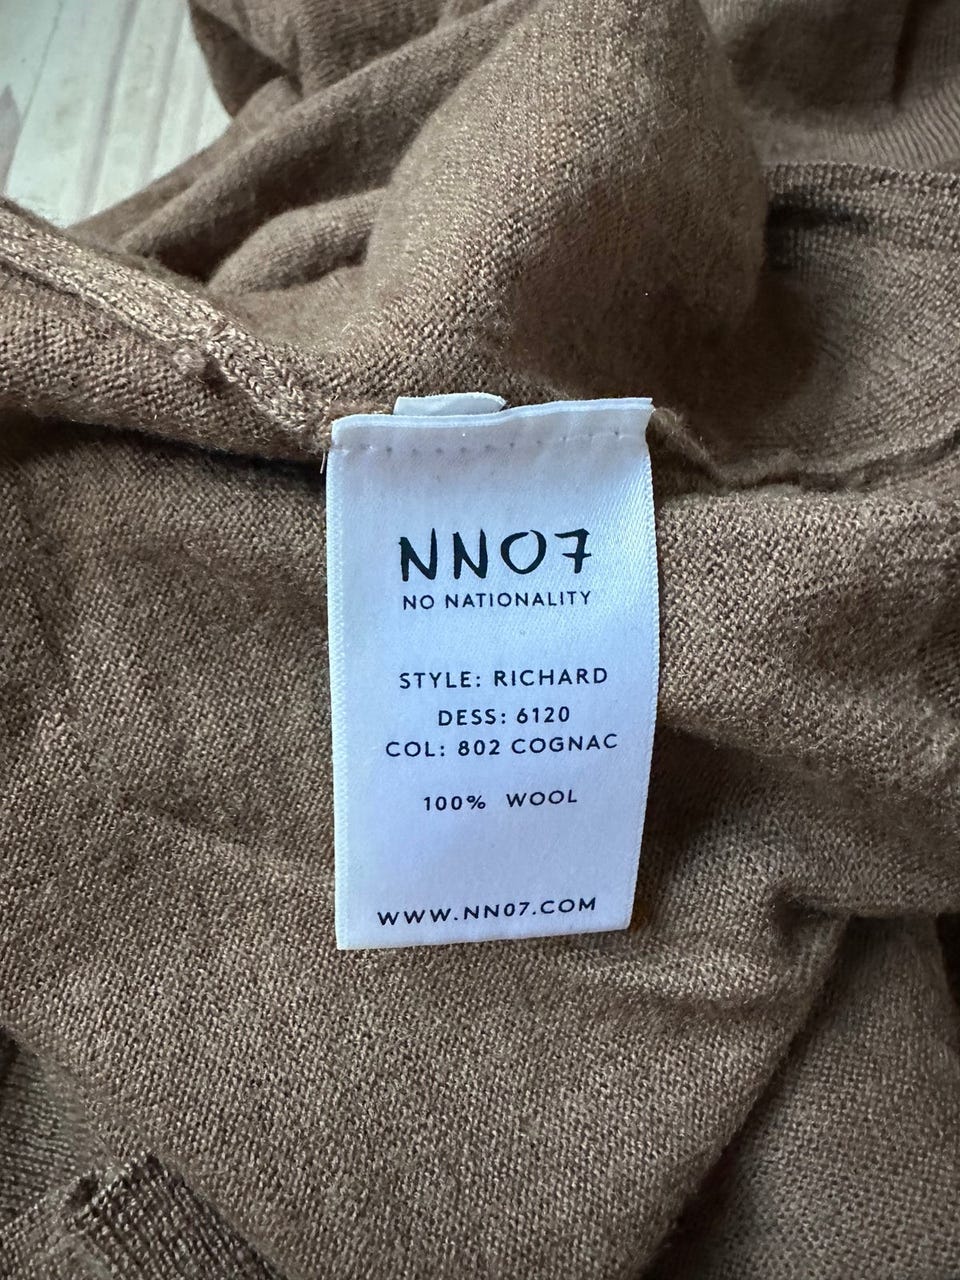 NN07
NO NATIONALITY
STYLE: RICHARD
DESS: 6120
COL: 802 COGNAC
100% WOOL
WWW.NN07.COM